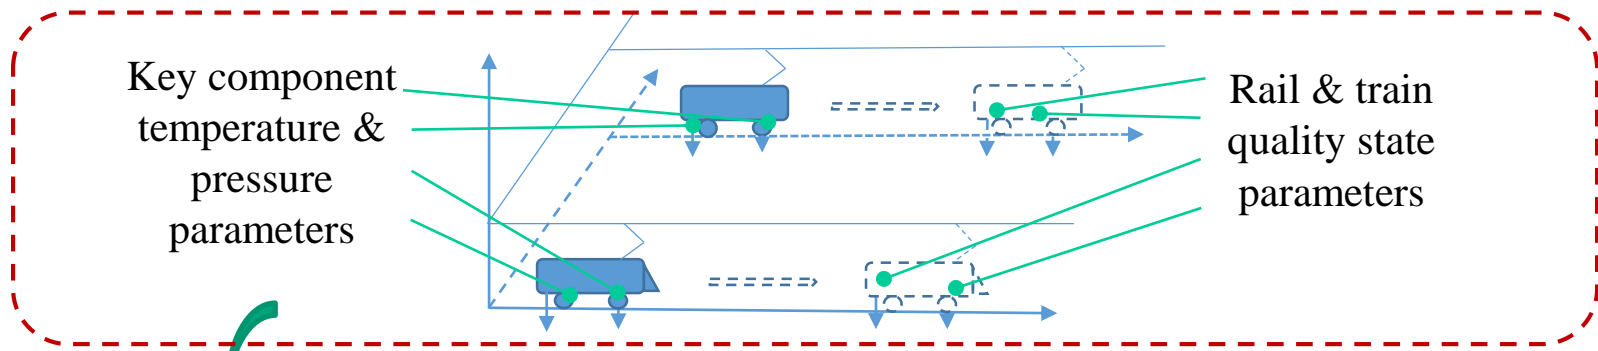 Key component
temperature &
pressure
parameters
Rail & train
quality state
parameters